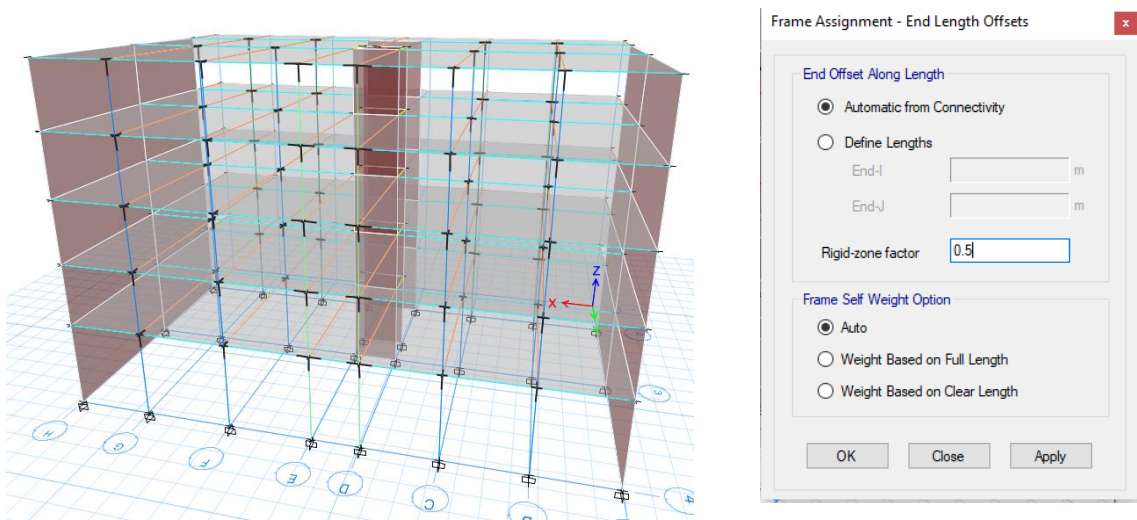 Frame Assignment - End Length Offsets
x
End Offset Along Length
Automatic from Connectivity
Define Lengths
End-I
m
End-J
m
Rigid-zone factor
0.5
Frame Self Weight Option
Auto
Weight Based on Full Length
Weight Based on Clear Length
OK
Close
Apply
Z
X
H
G
F
E
D
C
3
4